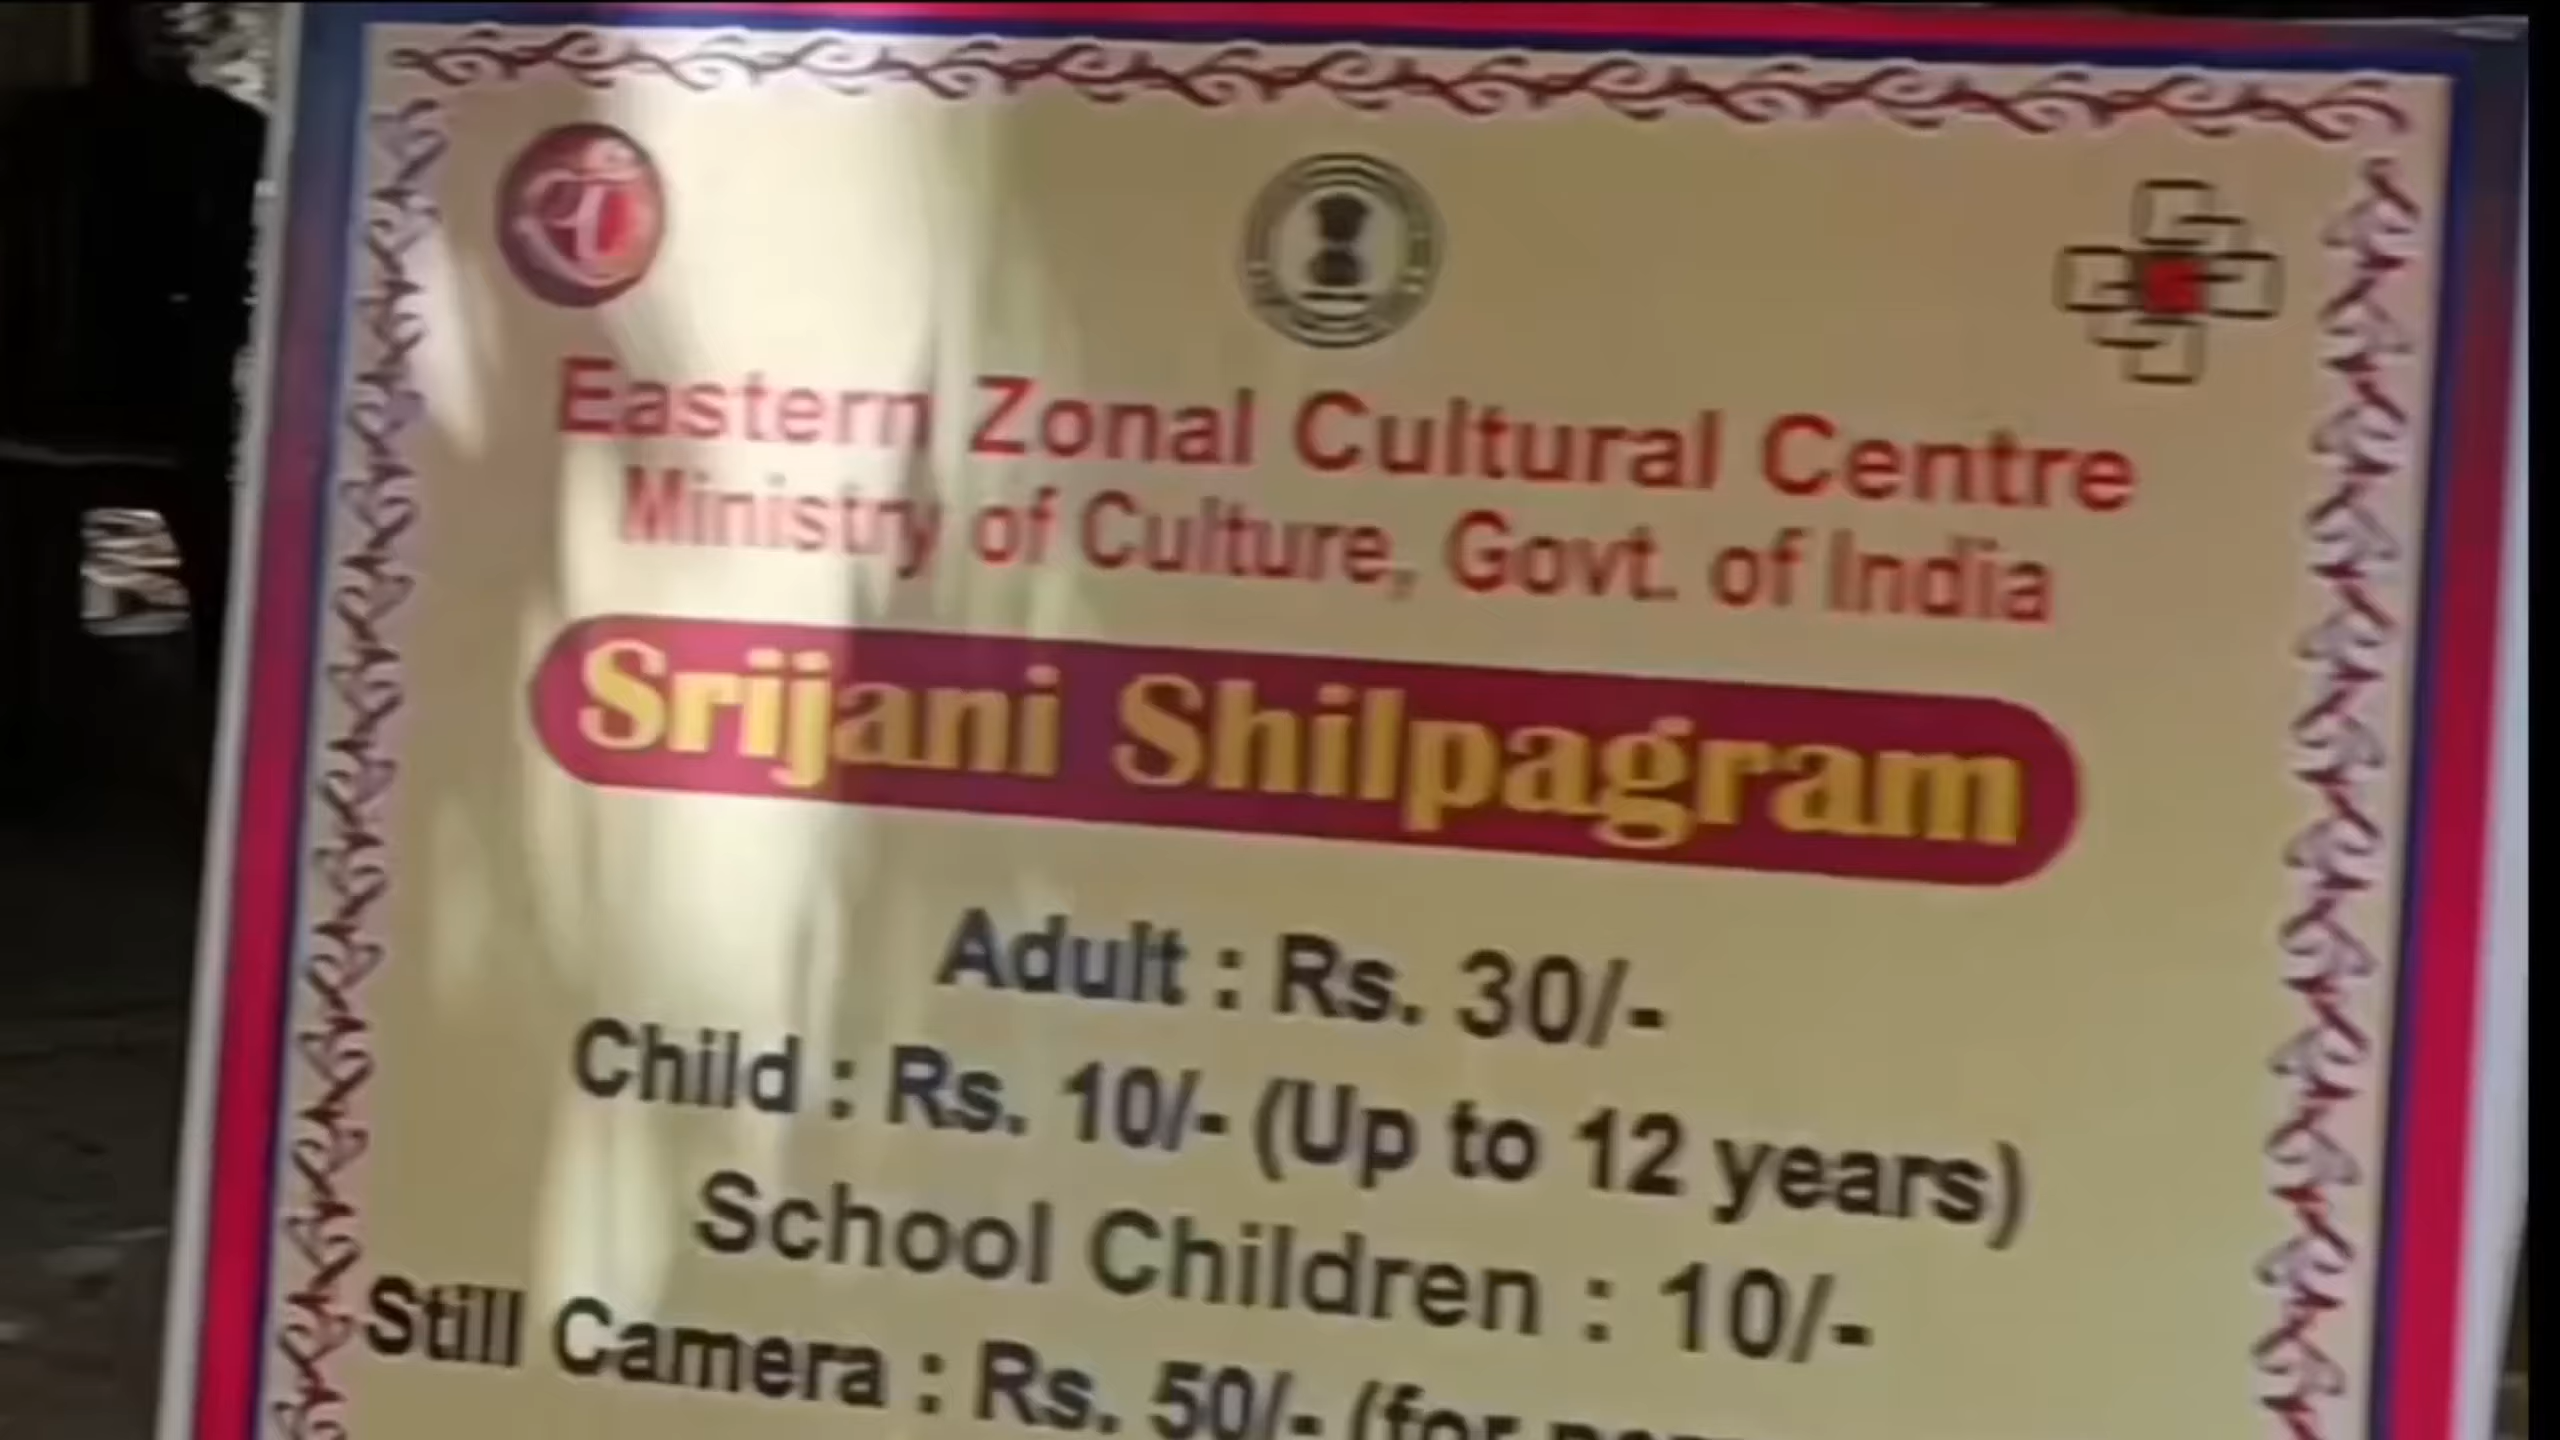 Eastern Zonal Cultural Centre
Ministry of Culture, Govt. of India
Srijani Shilpagram
Adult : Rs. 30/-
Child : Rs. 10/- (Up to 12 years)
School Children : 10/-
Still Camera : Rs. 50/- (for